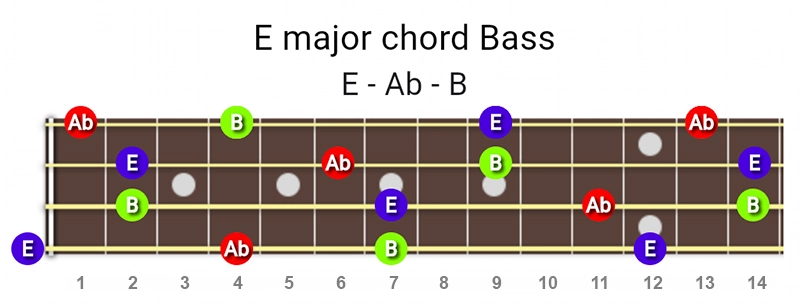 E major chord Bass
E - Ab - B
Ab B E Ab
E Ab B E
B E Ab B
E Ab B E
1 2 3 4 5 6 7 8 9 10 11 12 13 14